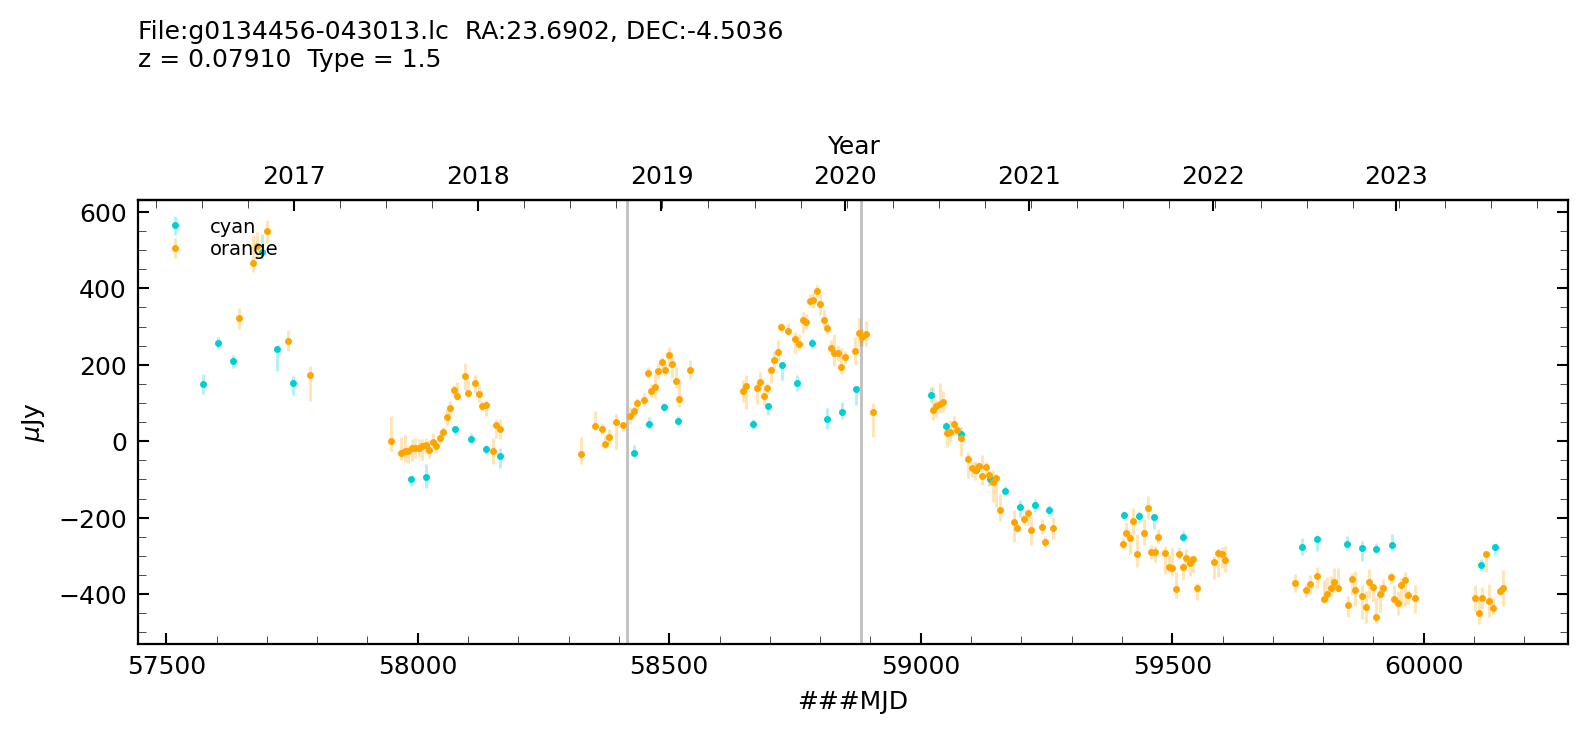 File:g0134456-043013.lc  RA:23.6902, DEC:-4.5036
z = 0.07910  Type = 1.5
Year
2017 2018 2019 2020 2021 2022 2023
cyan
orange
600
400
200
0
−200
−400
μJy
57500 58000 58500 59000 59500 60000
###MJD